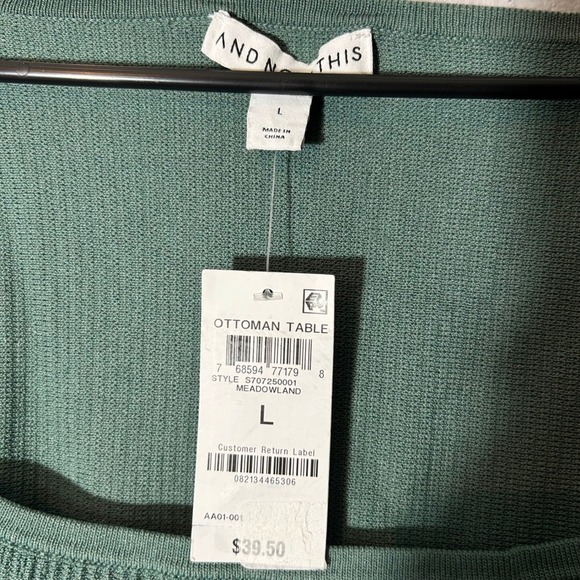 AND NO THIS
L
MADE IN
CHINA
OTTOMAN TABLE
7 68594 77179 8
STYLE S707250001
MEADOWLAND
L
Customer Return Label
082134465306
AA01-001
$39.50